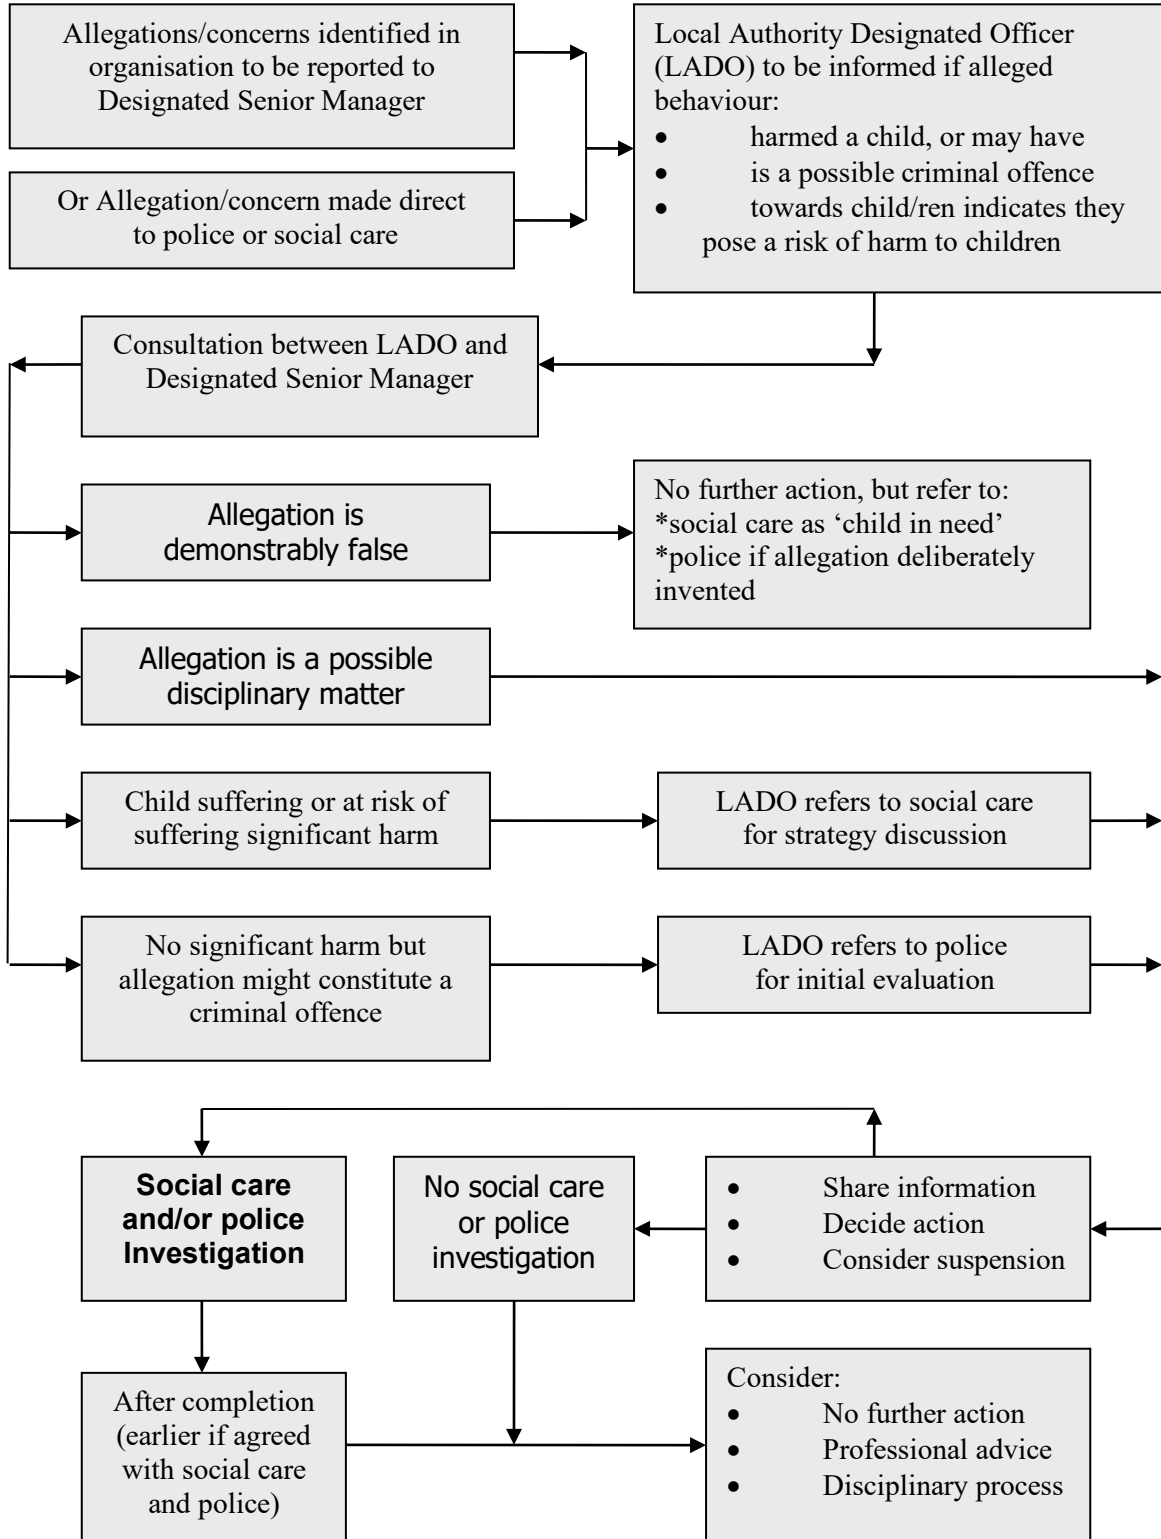 Allegations/concerns identified in
organisation to be reported to
Designated Senior Manager
Or Allegation/concern made direct
to police or social care
Local Authority Designated Officer
(LADO) to be informed if alleged
behaviour:
• harmed a child, or may have
• is a possible criminal offence
• towards child/ren indicates they
pose a risk of harm to children
Consultation between LADO and
Designated Senior Manager
Allegation is
demonstrably false
No further action, but refer to:
*social care as ‘child in need’
*police if allegation deliberately
invented
Allegation is a possible
disciplinary matter
Child suffering or at risk of
suffering significant harm
LADO refers to social care
for strategy discussion
No significant harm but
allegation might constitute a
criminal offence
LADO refers to police
for initial evaluation
Social care
and/or police
Investigation
No social care
or police
investigation
• Share information
• Decide action
• Consider suspension
After completion
(earlier if agreed
with social care
and police)
Consider:
• No further action
• Professional advice
• Disciplinary process